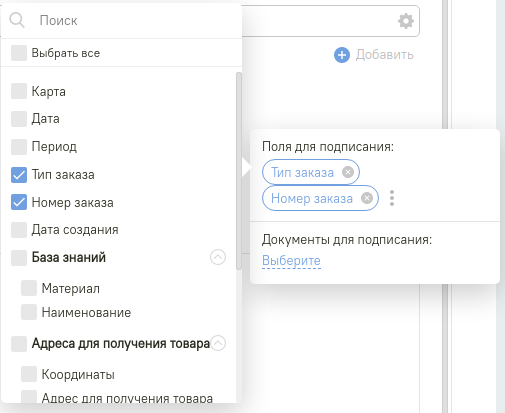 Поиск
Выбрать все
Добавить
Карта
Дата
Период
Тип заказа
Номер заказа
Дата создания
База знаний
Материал
Наименование
Адреса для получения товара
Координаты
Адрес для получения товара
Поля для подписания:
Тип заказа
Номер заказа
Документы для подписания:
Выберите